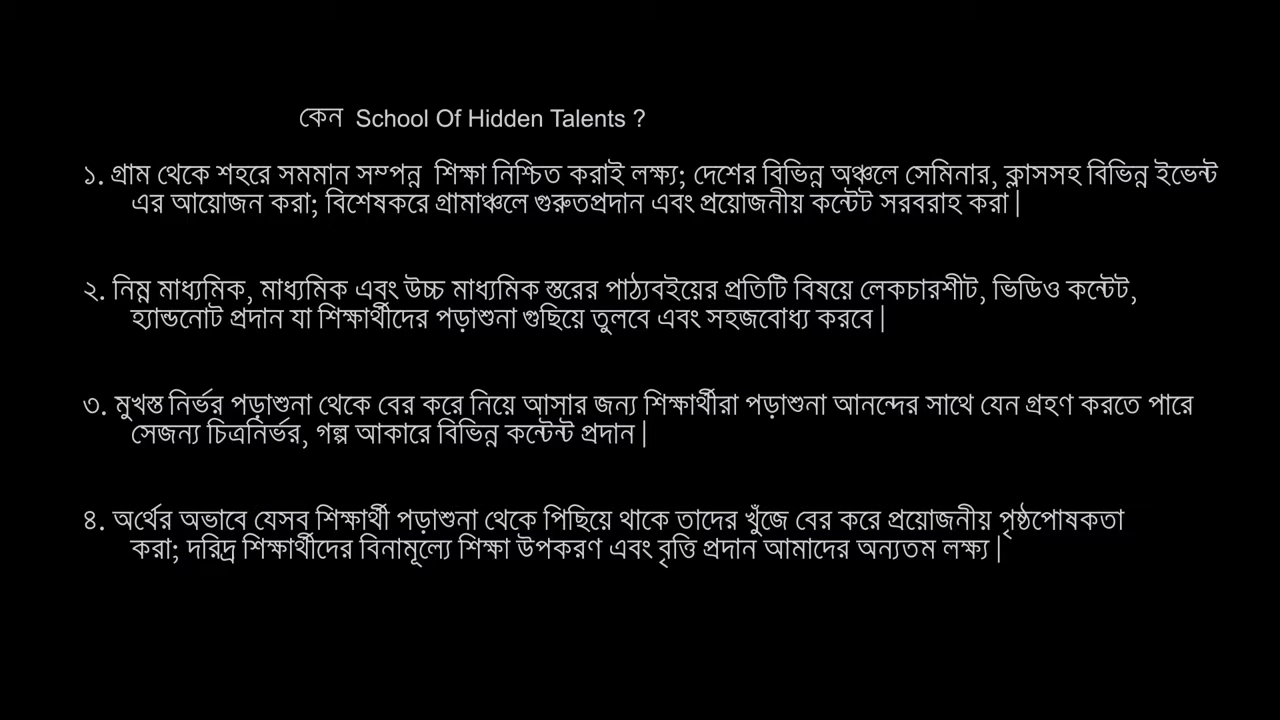 কেন School Of Hidden Talents ?
১. গ্রাম থেকে শহরে সমমান সম্পন্ন শিক্ষা নিশ্চিত করাই লক্ষ্য; দেশের বিভিন্ন অঞ্চলে সেমিনার, ক্লাসসহ বিভিন্ন ইভেন্ট
এর আয়োজন করা; বিশেষকরে গ্রামাঞ্চলে গুরুতপ্রদান এবং প্রয়োজনীয় কন্টেট সরবরাহ করা |
২. নিম্ন মাধ্যমিক, মাধ্যমিক এবং উচ্চ মাধ্যমিক স্তরের পাঠ্যবইয়ের প্রতিটি বিষয়ে লেকচারশীট, ভিডিও কন্টেট,
হ্যান্ডনোট প্রদান যা শিক্ষার্থীদের পড়াশুনা গুছিয়ে তুলবে এবং সহজবোধ্য করবে |
৩. মুখস্ত নির্ভর পড়াশুনা থেকে বের করে নিয়ে আসার জন্য শিক্ষার্থীরা পড়াশুনা আনন্দের সাথে যেন গ্রহণ করতে পারে
সেজন্য চিত্রনির্ভর, গল্প আকারে বিভিন্ন কন্টেন্ট প্রদান |
৪. অর্থের অভাবে যেসব শিক্ষার্থী পড়াশুনা থেকে পিছিয়ে থাকে তাদের খুঁজে বের করে প্রয়োজনীয় পৃষ্ঠপোষকতা
করা; দরিদ্র শিক্ষার্থীদের বিনামূল্যে শিক্ষা উপকরণ এবং বৃত্তি প্রদান আমাদের অন্যতম লক্ষ্য |